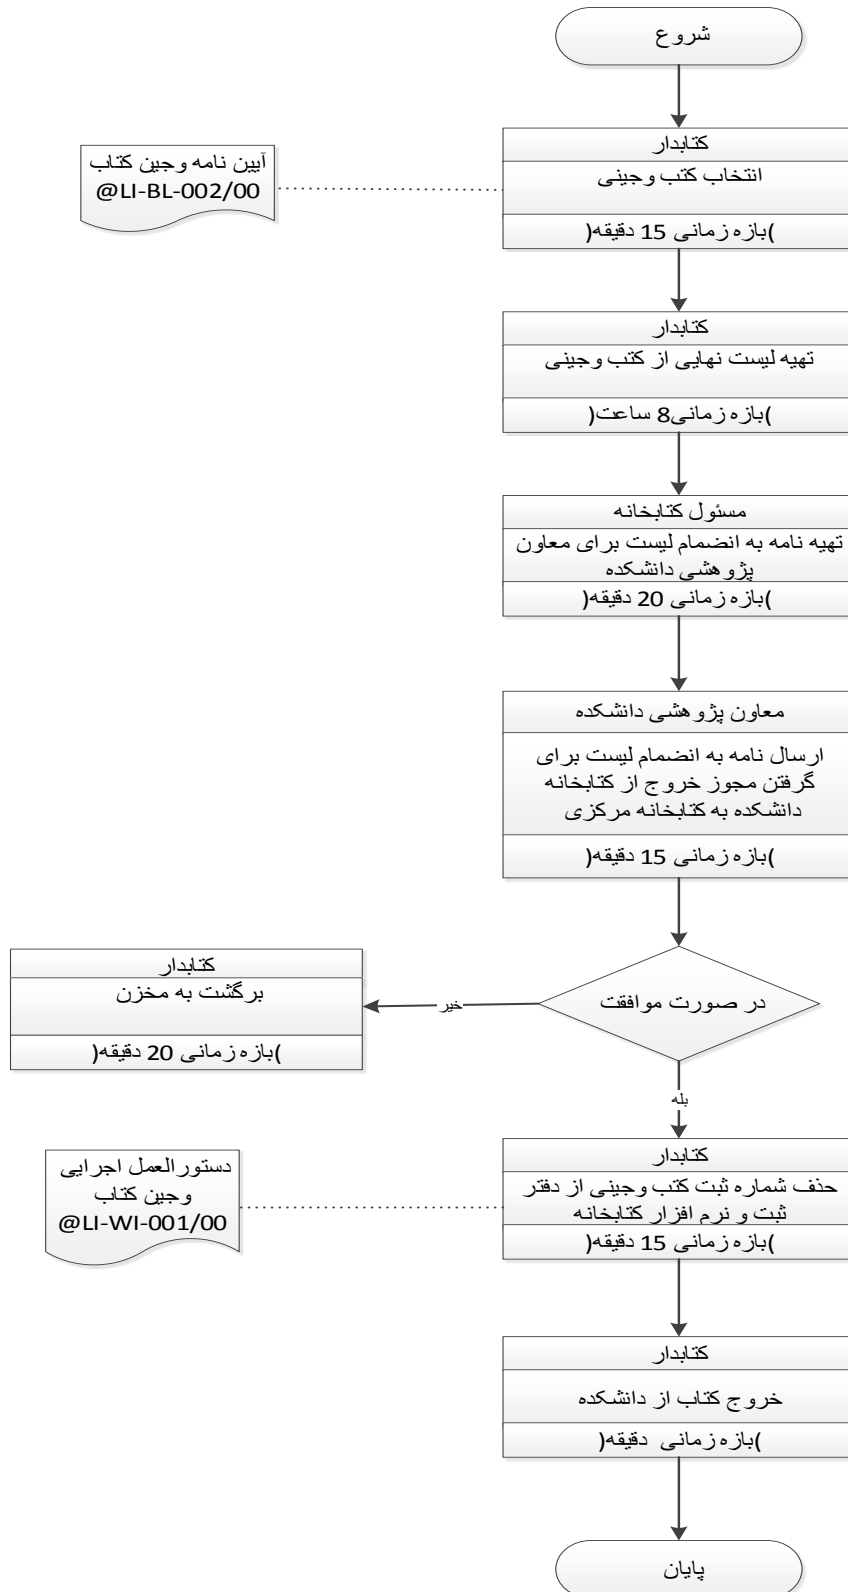 شروع
کتابدار
انتخاب کتب وجینی
)بازه زمانی 15 دقیقه(
آیین نامه وجین کتاب
@LI-BL-002/00
کتابدار
تهیه لیست نهایی از کتب وجینی
)بازه زمانی8 ساعت(
مسئول کتابخانه
تهیه نامه به انضمام لیست برای معاون
پژوهشی دانشکده
)بازه زمانی 20 دقیقه(
معاون پژوهشی دانشکده
ارسال نامه به انضمام لیست برای
گرفتن مجوز خروج از کتابخانه
دانشکده به کتابخانه مرکزی
)بازه زمانی 15 دقیقه(
در صورت موافقت
خیر
کتابدار
برگشت به مخزن
)بازه زمانی 20 دقیقه(
بله
کتابدار
حذف شماره ثبت کتب وجینی از دفتر
ثبت و نرم افزار کتابخانه
)بازه زمانی 15 دقیقه(
دستورالعمل اجرایی
وجین کتاب
@LI-WI-001/00
کتابدار
خروج کتاب از دانشکده
)بازه زمانی دقیقه(
پایان